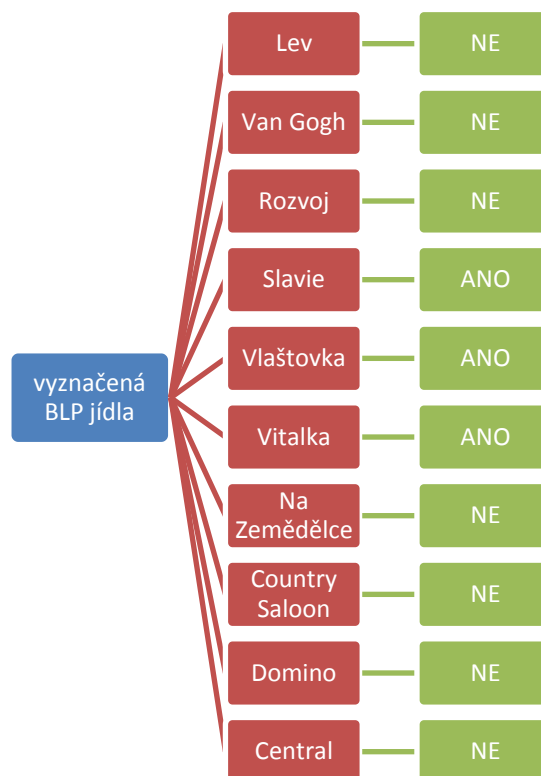 Lev
NE
Van Gogh
NE
Rozvoj
NE
Slavie
ANO
Vlaštovka
ANO
vyznačená
BLP jídla
Vitalka
ANO
Na
Zemědělce
NE
Country
Saloon
NE
Domino
NE
Central
NE